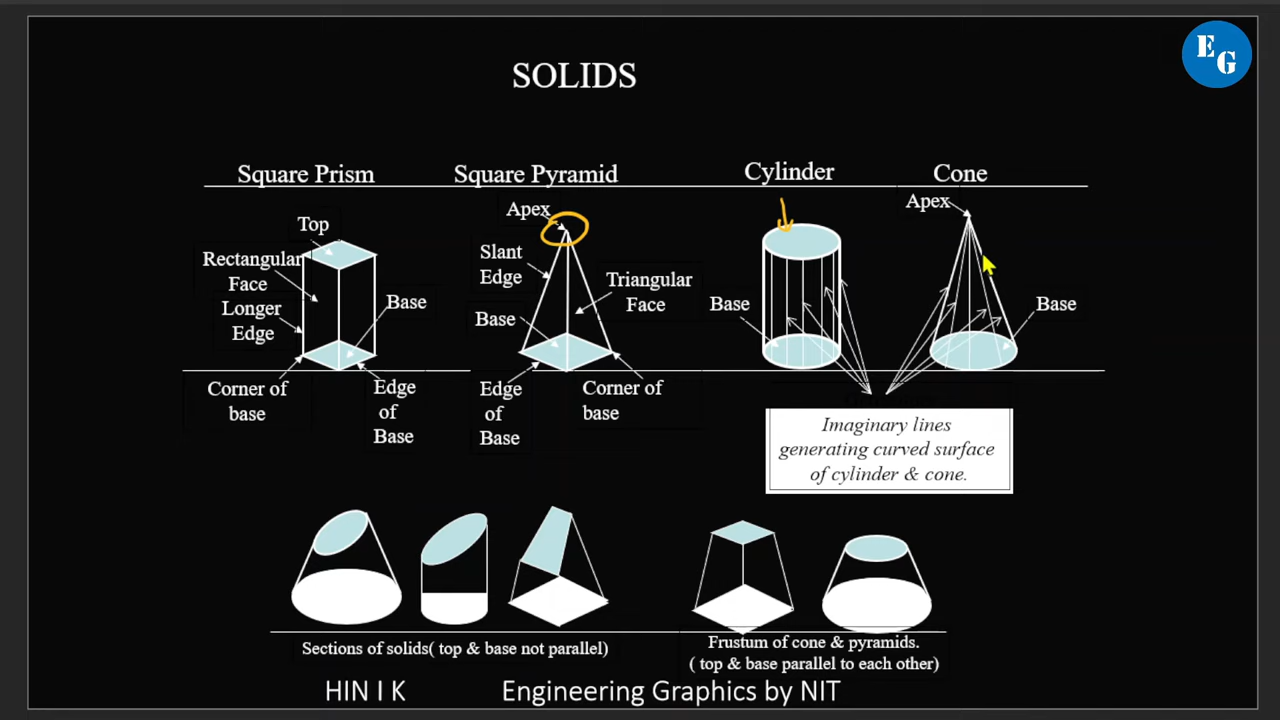 E
G
SOLIDS
Square Prism
Square Pyramid
Cylinder
Cone
Top
Rectangular
Face
Longer
Edge
Base
Corner of
base
Edge
of
Base
Apex
Slant
Edge
Triangular
Face
Base
Edge
of
Base
Corner of
base
Base
Apex
Base
Imaginary lines
generating curved surface
of cylinder & cone.
Sections of solids( top & base not parallel)
Frustum of cone & pyramids.
( top & base parallel to each other)
HIN I K
Engineering Graphics by NIT